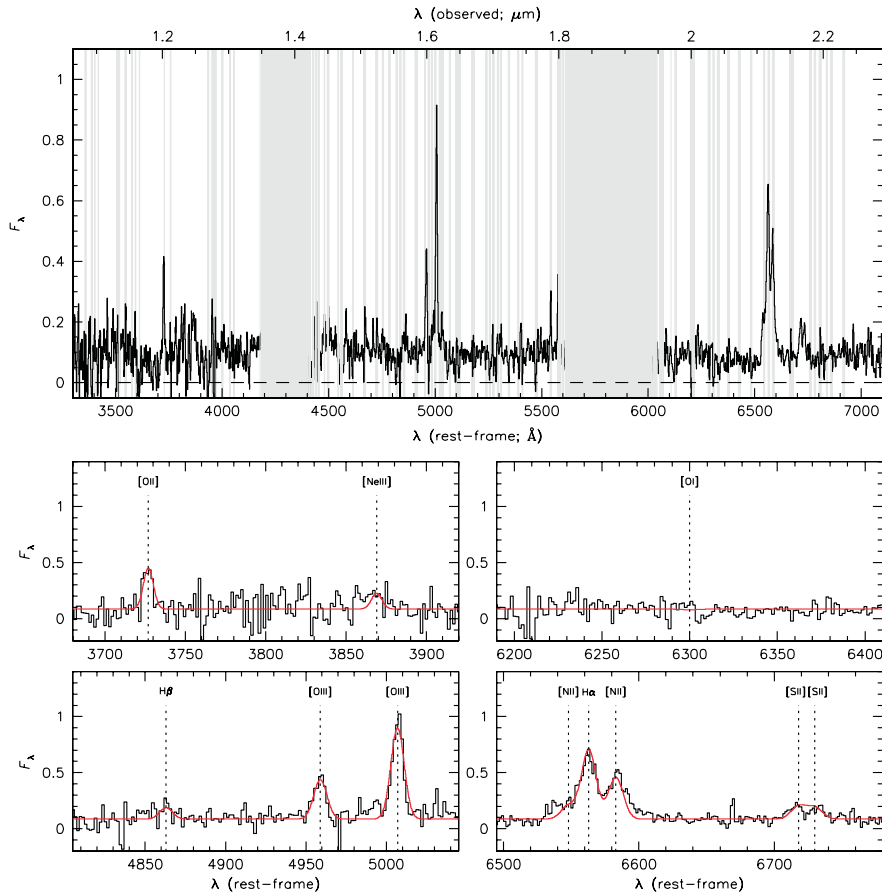 λ (observed; μm)
1.2 1.4 1.6 1.8 2 2.2
1
0.8
0.6
0.4
0.2
0
F_λ
3500 4000 4500 5000 5500 6000 6500 7000
λ (rest−frame; Å)
[OII] [NeIII]
1
0.5
0
F_λ
3700 3750 3800 3850 3900
[OI]
1
0.5
0
6200 6250 6300 6350 6400
Hβ [OIII] [OIII]
1
0.5
0
F_λ
4850 4900 4950 5000
λ (rest−frame)
[NII] Hα [NII] [SII] [SII]
1
0.5
0
6500 6600 6700
λ (rest−frame)